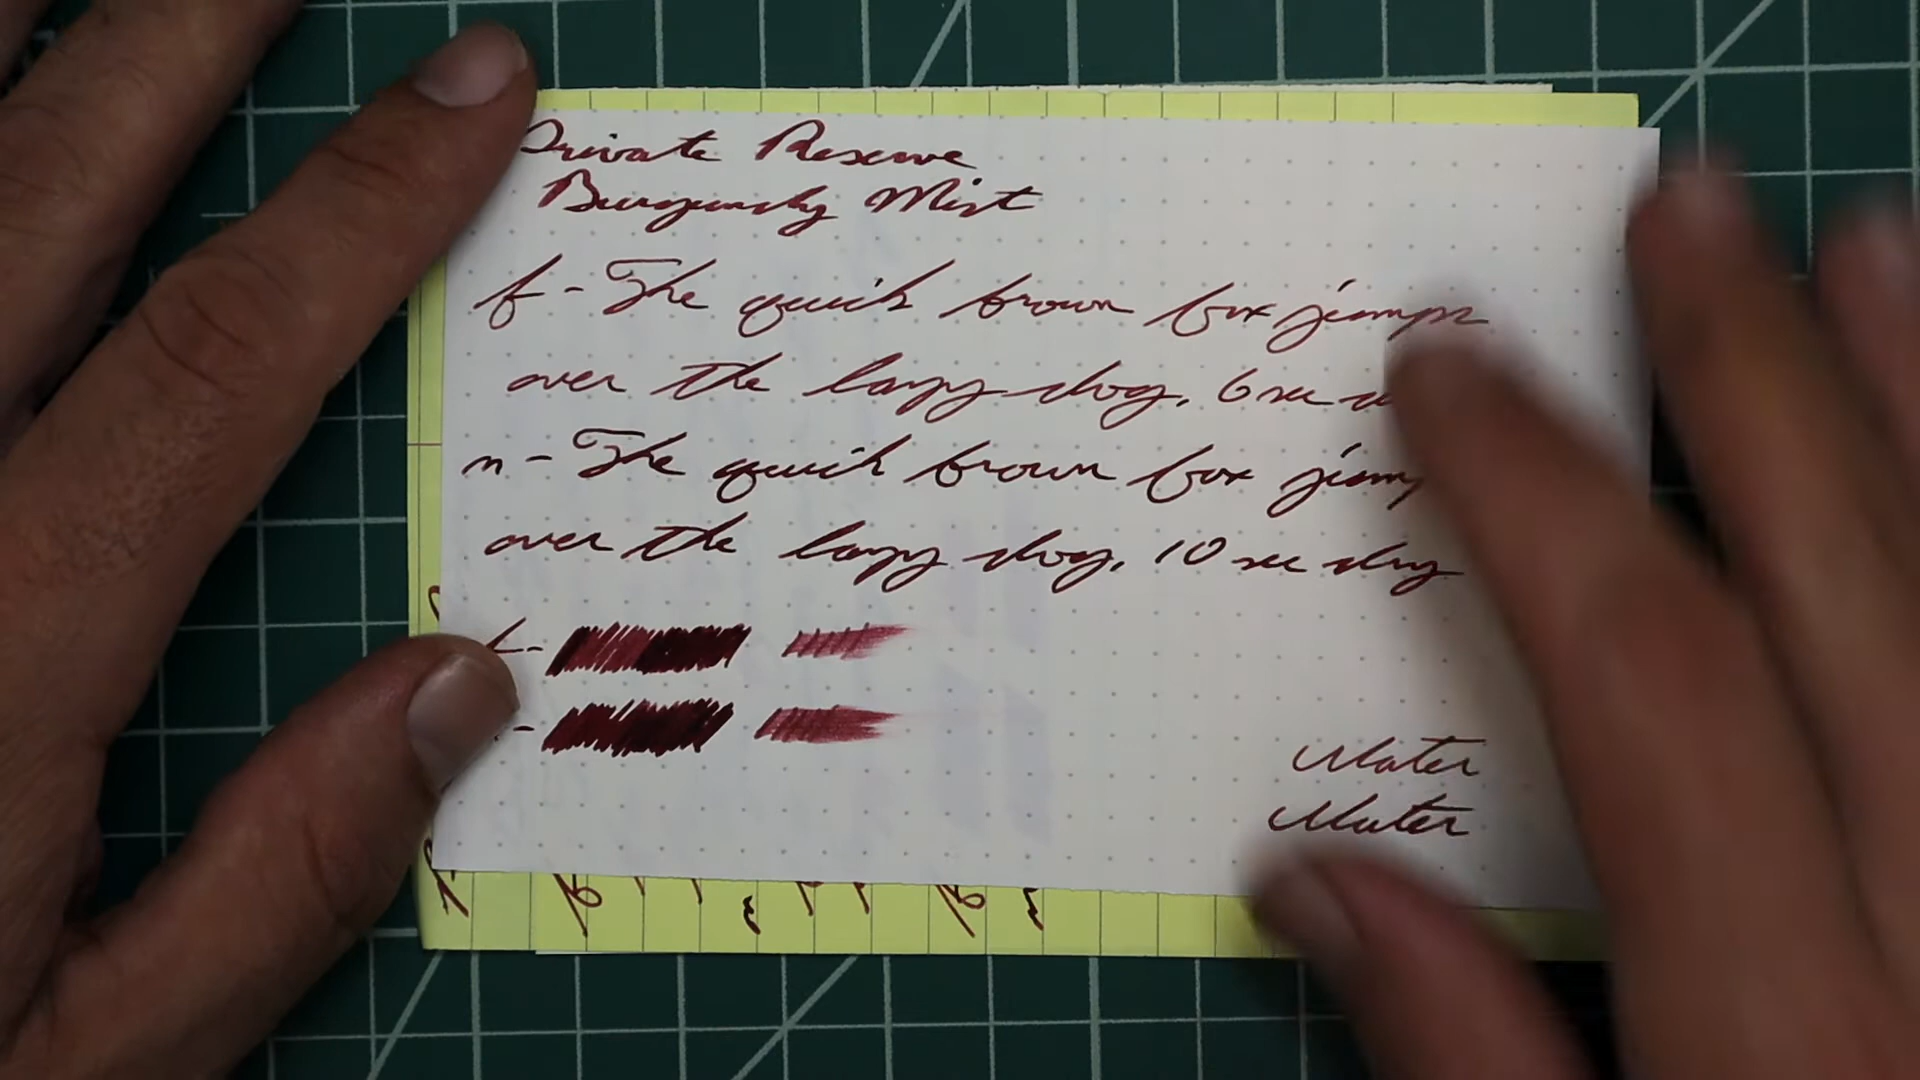 Private Reserve
Burgundy Mist
f - The quick brown fox jumps
over the lazy dog. 6 sec
m - The quick brown fox
over the lazy dog. 10 sec dry
f -
Water
Water